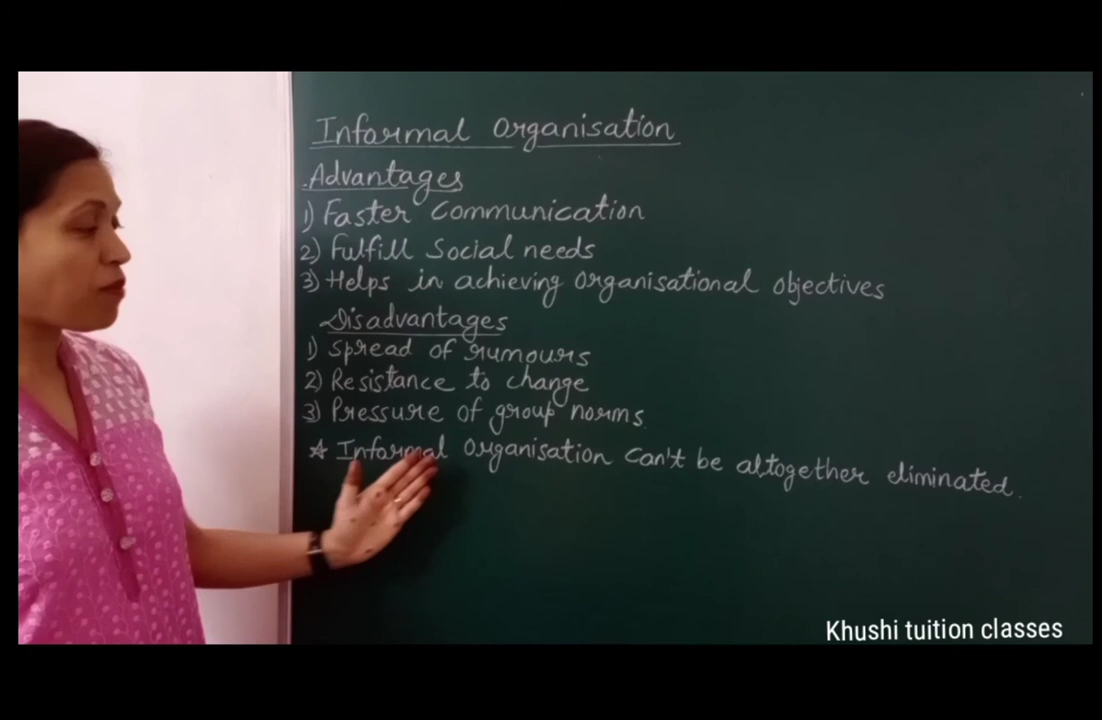 Informal Organisation
Advantages
1) Faster Communication
2) Fulfill Social needs
3) Helps in achieving organisational objectives
Disadvantages
1) Spread of rumours
2) Resistance to change
3) Pressure of group norms.
☆ Informal Organisation can't be altogether eliminated.
Khushi tuition classes